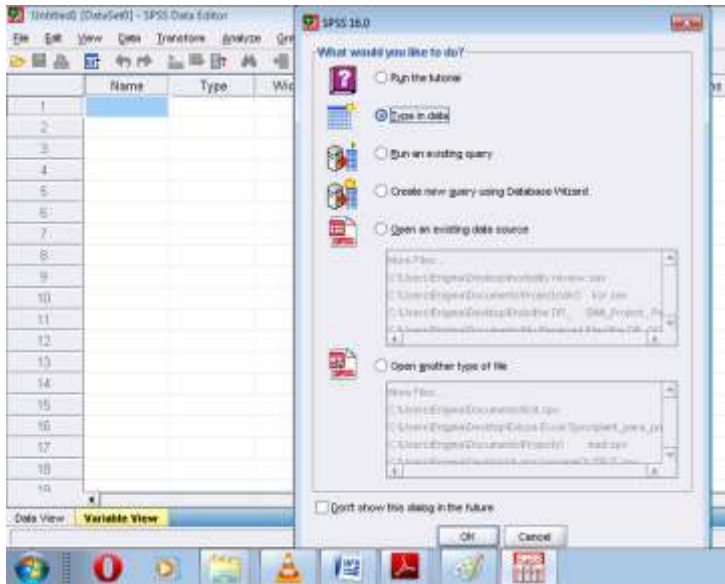 Untitled1 [DataSet0] - SPSS Data Editor
File Edit View Data Transform Analyze
Name Type
1
2
3
4
5
6
7
8
9
10
11
12
13
14
15
16
17
18
19
Data View Variable View
SPSS 16.0
What would you like to do?
Run the tutorial
Type in data
Run an existing query
Create new query using Database Wizard
Open an existing data source
More Files...
Open another type of file
More Files...
Don't show this dialog in the future
OK Cancel